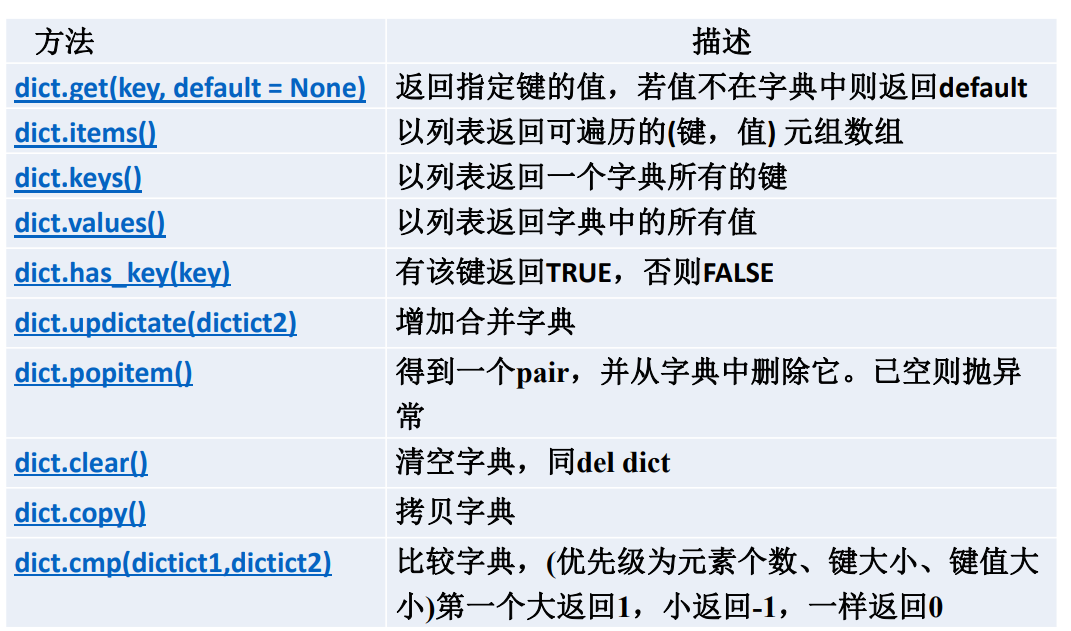 方法 描述
dict.get(key, default = None) 返回指定键的值，若值不在字典中则返回default
dict.items() 以列表返回可遍历的(键，值) 元组数组
dict.keys() 以列表返回一个字典所有的键
dict.values() 以列表返回字典中的所有值
dict.has_key(key) 有该键返回TRUE，否则FALSE
dict.updictate(dictict2) 增加合并字典
dict.popitem() 得到一个pair，并从字典中删除它。已空则抛异
常
dict.clear() 清空字典，同del dict
dict.copy() 拷贝字典
dict.cmp(dictict1,dictict2) 比较字典，(优先级为元素个数、键大小、键值大
小)第一个大返回1，小返回-1，一样返回0